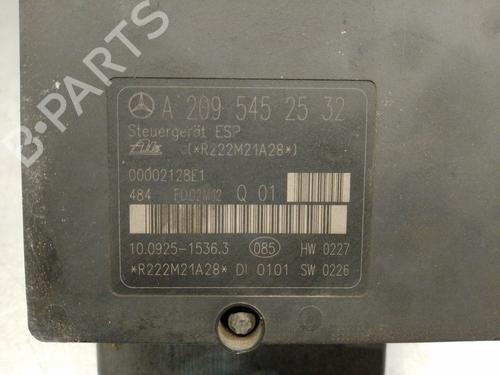 B-PARTS
A 209 545 25 32
Steuergerät ESP
(*R222M21A28*)
00002128E1
484 FD02M12 Q 01
10.0925-1536.3 085 HW 0227
*R222M21A28* DI 0101 SW 0226